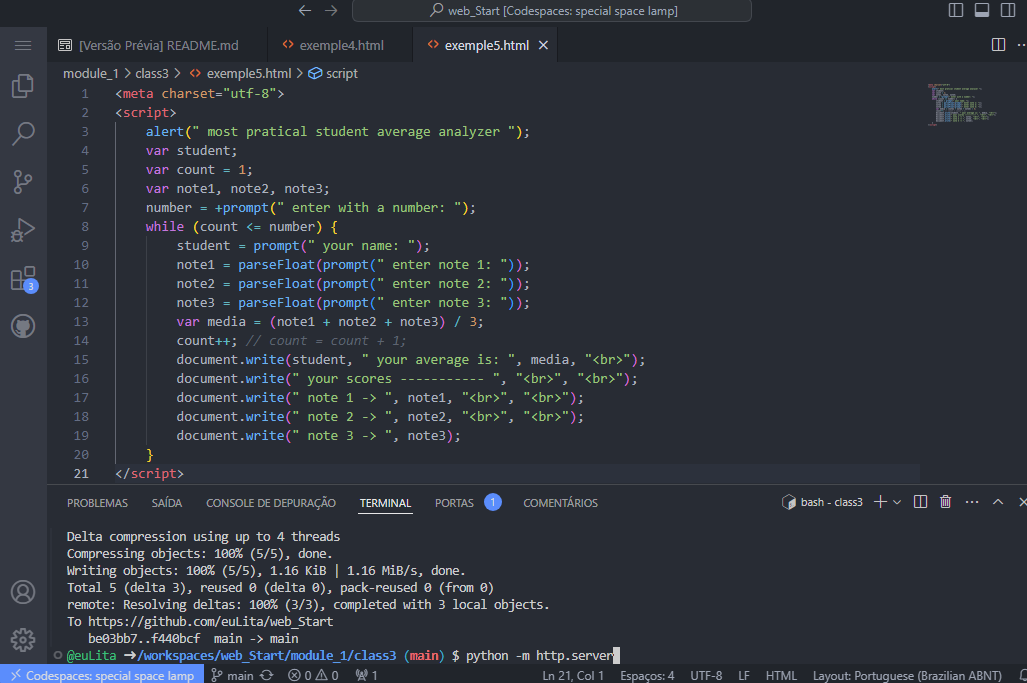 web_Start [Codespaces: special space lamp]
[Versão Prévia] README.md
exemple4.html
exemple5.html
module_1 > class3 > exemple5.html > script
1 <meta charset="utf-8">
2 <script>
3 alert(" most pratical student average analyzer ");
4 var student;
5 var count = 1;
6 var note1, note2, note3;
7 number = +prompt(" enter with a number: ");
8 while (count <= number) {
9 student = prompt(" your name: ");
10 note1 = parseFloat(prompt(" enter note 1: "));
11 note2 = parseFloat(prompt(" enter note 2: "));
12 note3 = parseFloat(prompt(" enter note 3: "));
13 var media = (note1 + note2 + note3) / 3;
14 count++; // count = count + 1;
15 document.write(student, " your average is: ", media, "<br>");
16 document.write(" your scores ----------- ", "<br>", "<br>");
17 document.write(" note 1 -> ", note1, "<br>", "<br>");
18 document.write(" note 2 -> ", note2, "<br>", "<br>");
19 document.write(" note 3 -> ", note3);
20 }
21 </script>
3
PROBLEMAS SAÍDA CONSOLE DE DEPURAÇÃO TERMINAL PORTAS 1 COMENTÁRIOS bash - class3
Delta compression using up to 4 threads
Compressing objects: 100% (5/5), done.
Writing objects: 100% (5/5), 1.16 KiB | 1.16 MiB/s, done.
Total 5 (delta 3), reused 0 (delta 0), pack-reused 0 (from 0)
remote: Resolving deltas: 100% (3/3), completed with 3 local objects.
To https://github.com/euLita/web_Start
be03bb7..f440bcf main -> main
@euLita ➜/workspaces/web_Start/module_1/class3 (main) $ python -m http.server
Codespaces: special space lamp main 0 0 1 Ln 21, Col 1 Espaços: 4 UTF-8 LF HTML Layout: Portuguese (Brazilian ABNT)